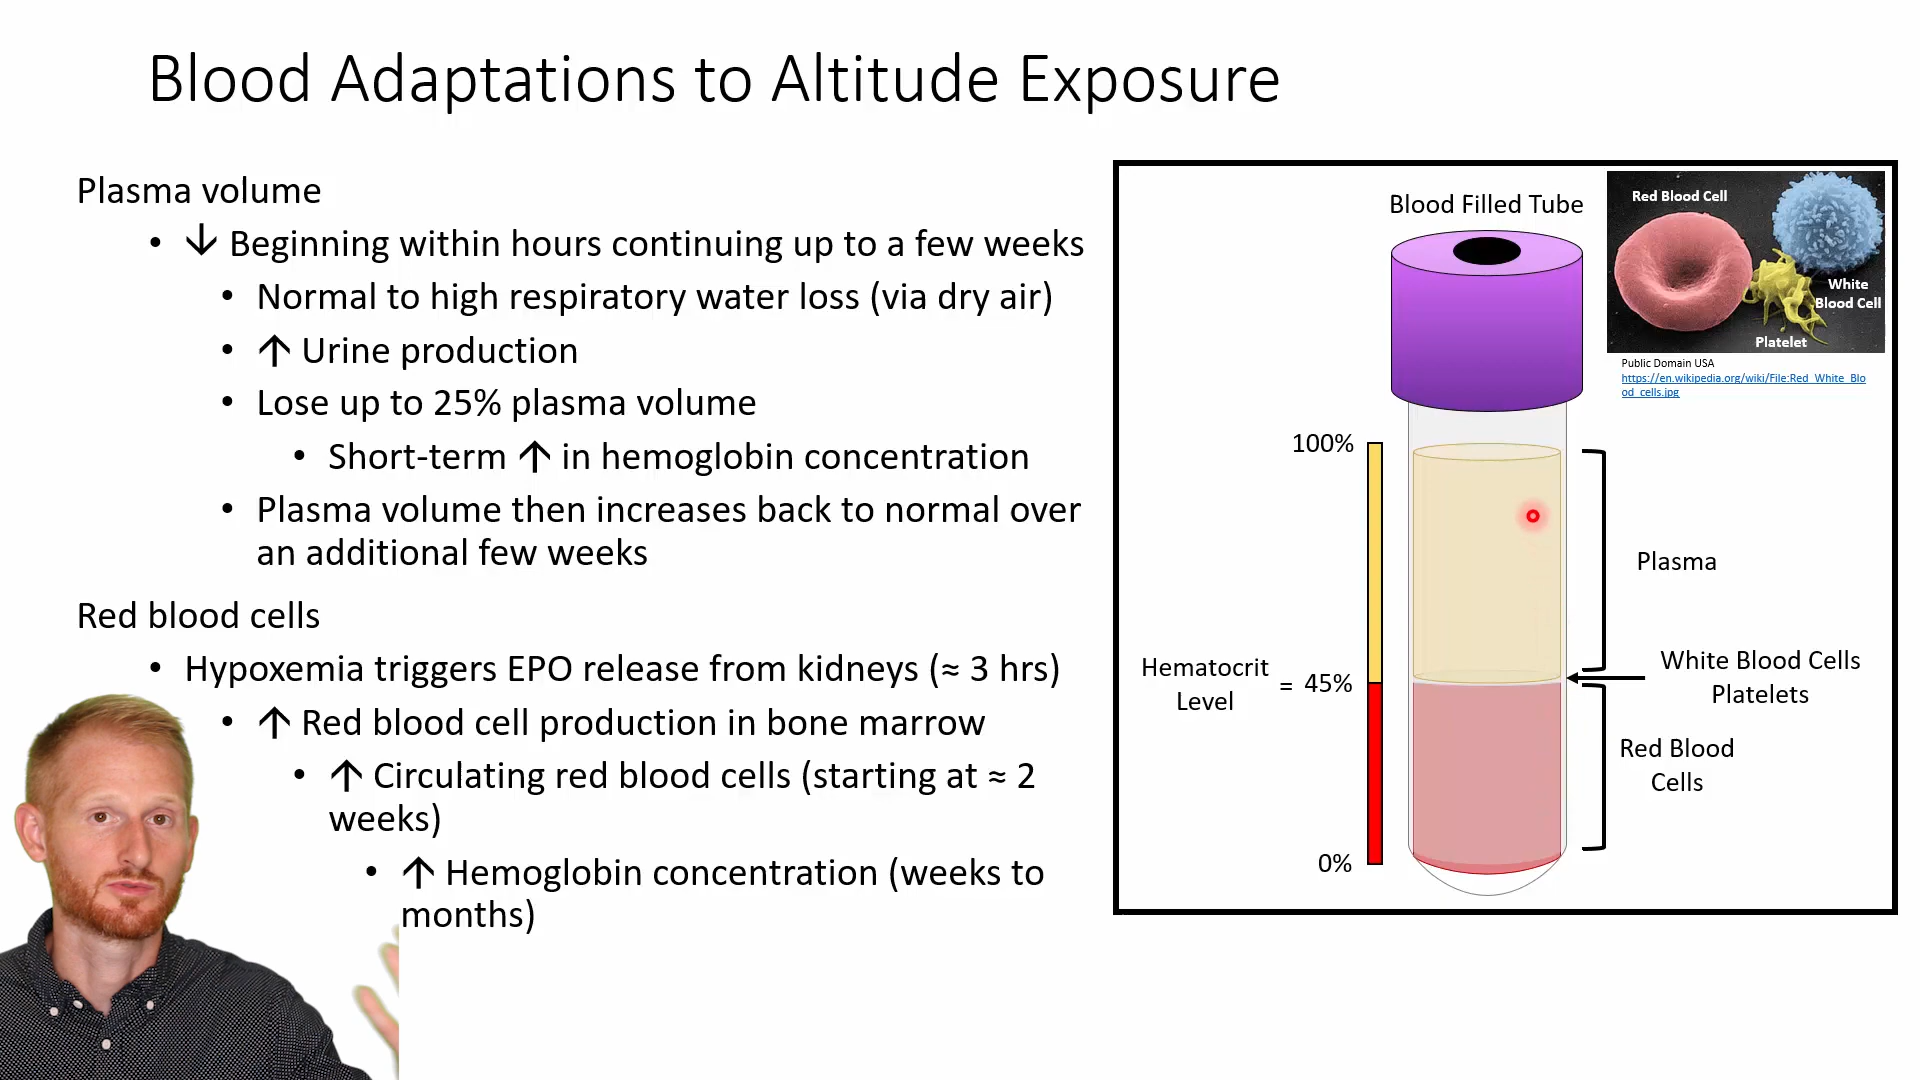 Blood Adaptations to Altitude Exposure
Plasma volume
• ↓ Beginning within hours continuing up to a few weeks
• Normal to high respiratory water loss (via dry air)
• ↑ Urine production
• Lose up to 25% plasma volume
• Short-term ↑ in hemoglobin concentration
• Plasma volume then increases back to normal over
an additional few weeks
Red blood cells
• Hypoxemia triggers EPO release from kidneys (≈ 3 hrs)
• ↑ Red blood cell production in bone marrow
• ↑ Circulating red blood cells (starting at ≈ 2
weeks)
• ↑ Hemoglobin concentration (weeks to
months)
Blood Filled Tube
Red Blood Cell
White
Blood Cell
Platelet
Public Domain USA
https://en.wikipedia.org/wiki/File:Red_White_Blo
od_cells.jpg
100%
Plasma
Hematocrit
Level
= 45%
White Blood Cells
Platelets
Red Blood
Cells
0%